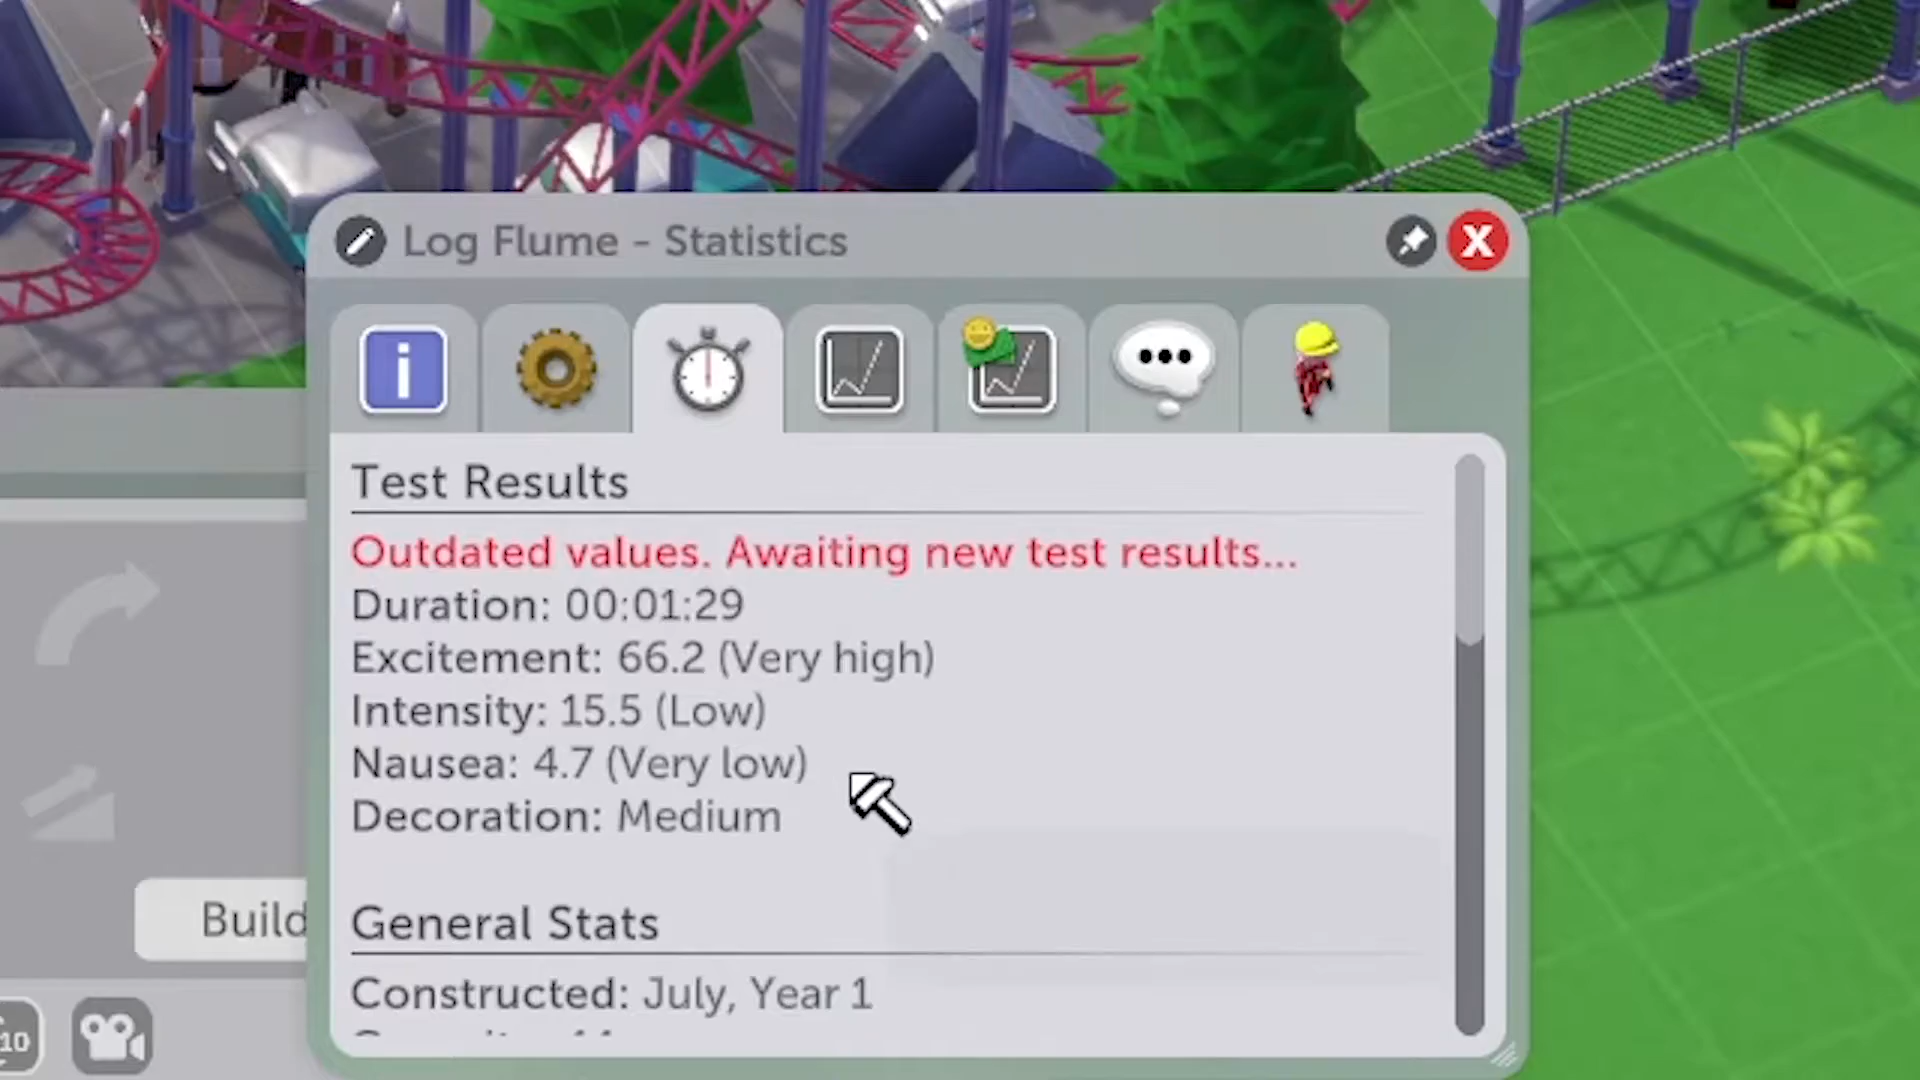 Log Flume - Statistics
i
Test Results
Outdated values. Awaiting new test results...
Duration: 00:01:29
Excitement: 66.2 (Very high)
Intensity: 15.5 (Low)
Nausea: 4.7 (Very low)
Decoration: Medium
Build
General Stats
Constructed: July, Year 1
10